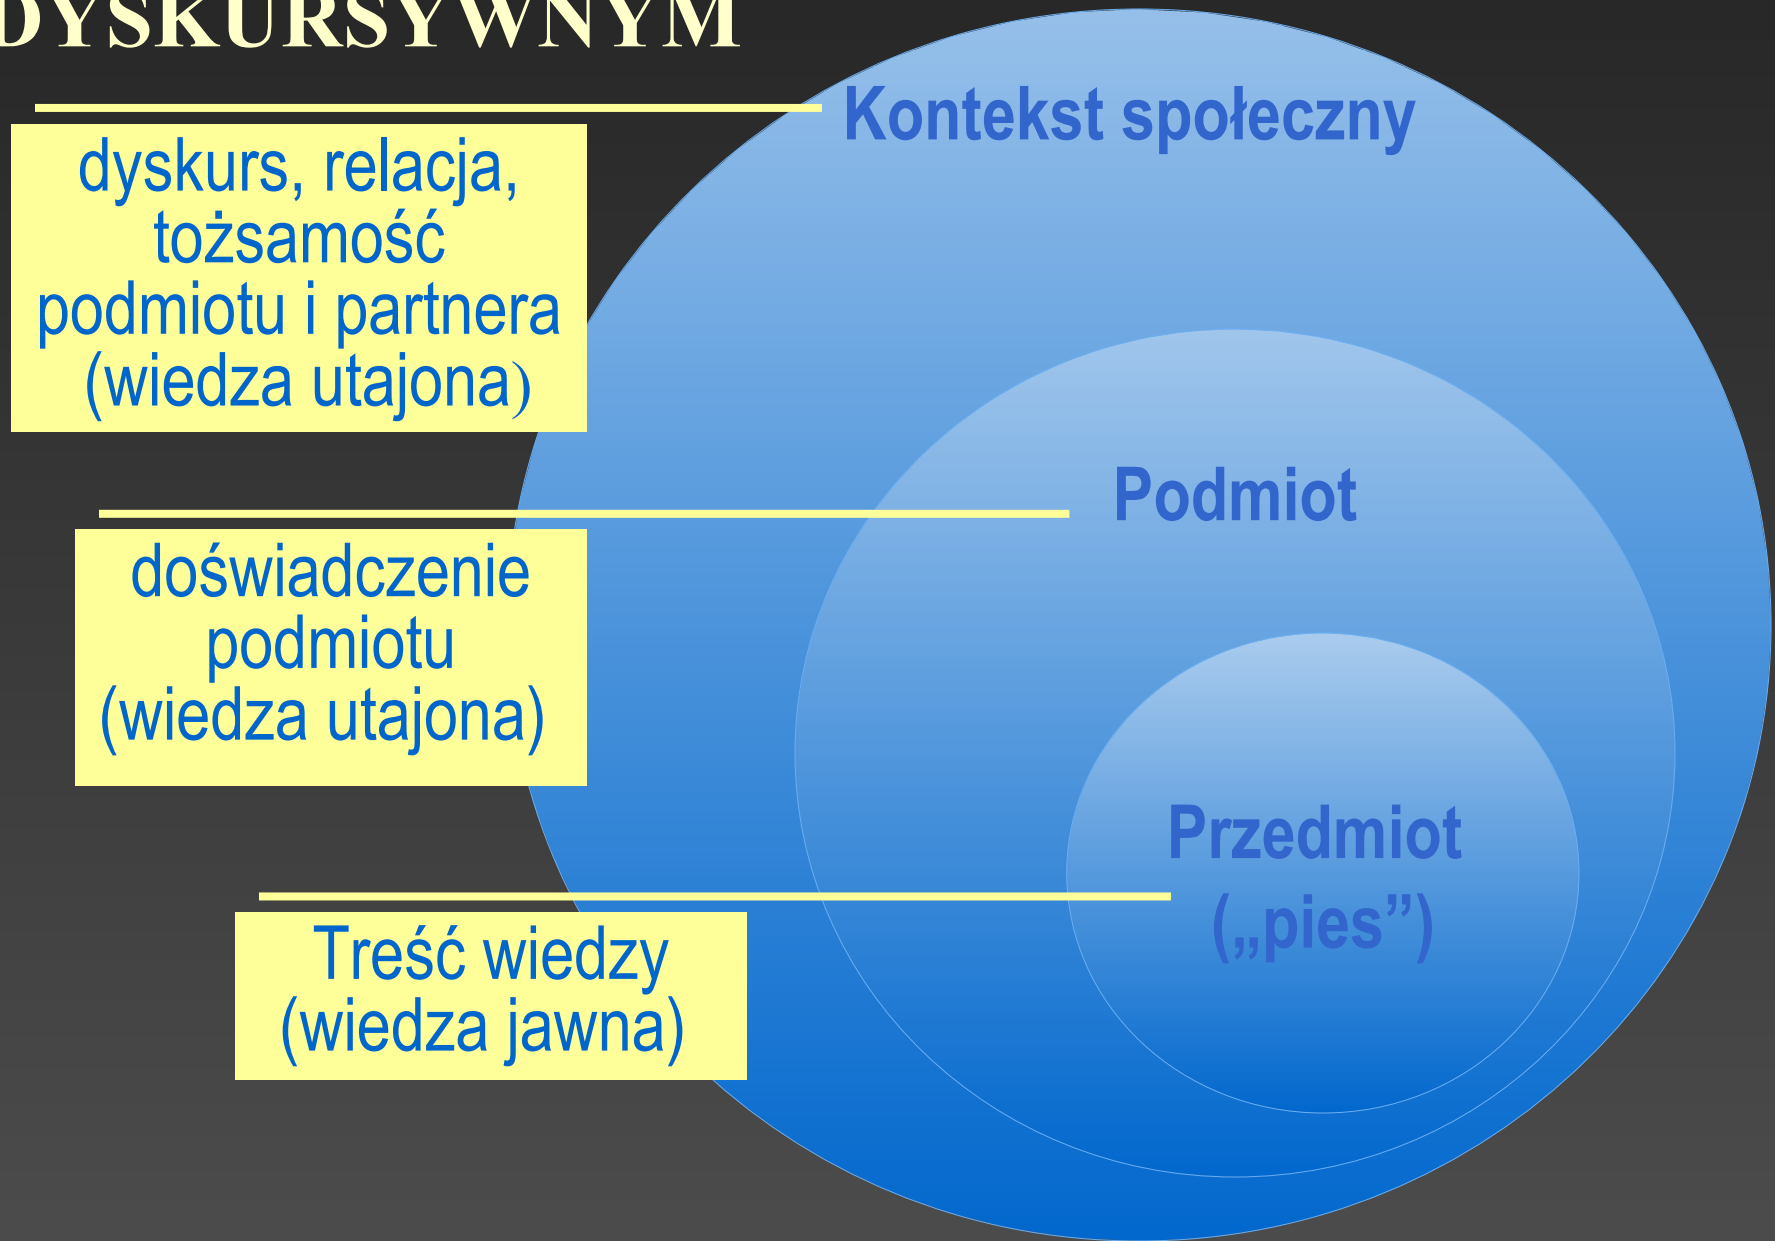 DYSKURSYWNYM
Kontekst społeczny
dyskurs, relacja,
tożsamość
podmiotu i partnera
(wiedza utajona)
Podmiot
doświadczenie
podmiotu
(wiedza utajona)
Przedmiot
(„pies”)
Treść wiedzy
(wiedza jawna)